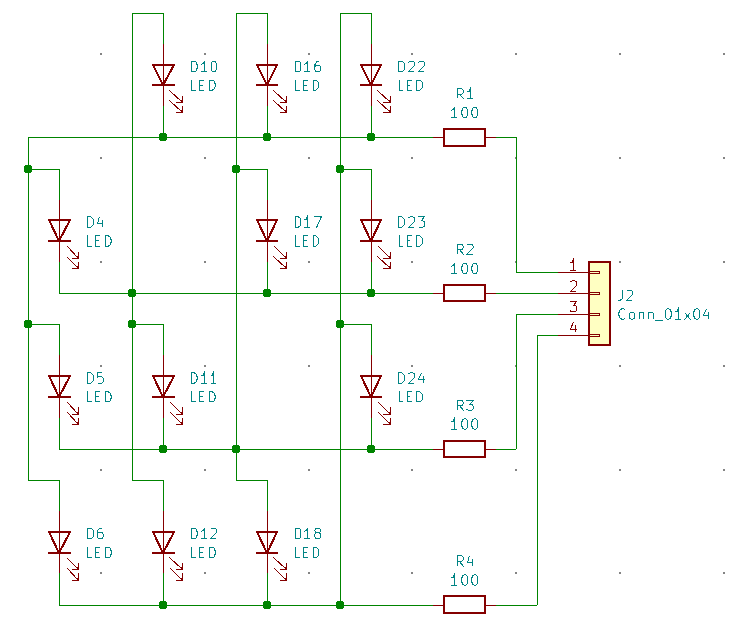 D10
LED
D16
LED
D22
LED
R1
100
D4
LED
D17
LED
D23
LED
R2
100
1
2
3
4
J2
Conn_01x04
D5
LED
D11
LED
D24
LED
R3
100
D6
LED
D12
LED
D18
LED
R4
100